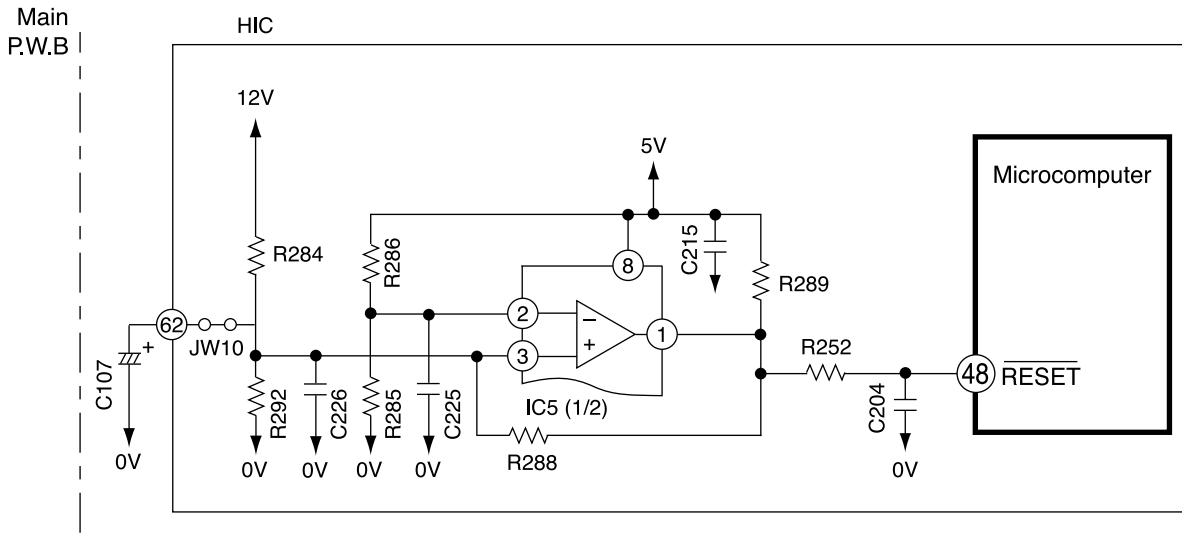 Main
P.W.B
HIC
12V
5V
Microcomputer
R284
R286
8
C215
R289
62
JW10
2
−
1
C107
+
3
+
R252
48
RESET
R292
C226
R285
C225
IC5 (1/2)
C204
R288
0V
0V
0V
0V
0V
0V